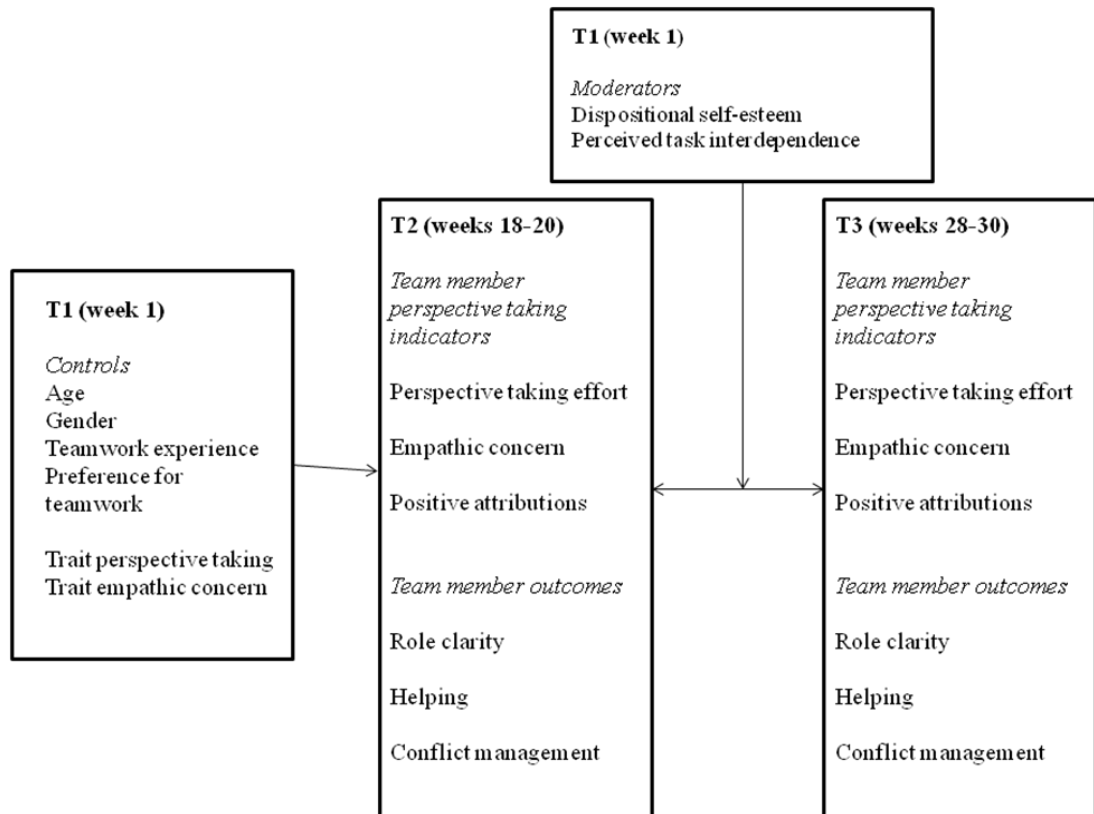 T1 (week 1)
Moderators
Dispositional self-esteem
Perceived task interdependence
T1 (week 1)
Controls
Age
Gender
Teamwork experience
Preference for
teamwork
Trait perspective taking
Trait empathic concern
T2 (weeks 18-20)
Team member
perspective taking
indicators
Perspective taking effort
Empathic concern
Positive attributions
Team member outcomes
Role clarity
Helping
Conflict management
T3 (weeks 28-30)
Team member
perspective taking
indicators
Perspective taking effort
Empathic concern
Positive attributions
Team member outcomes
Role clarity
Helping
Conflict management